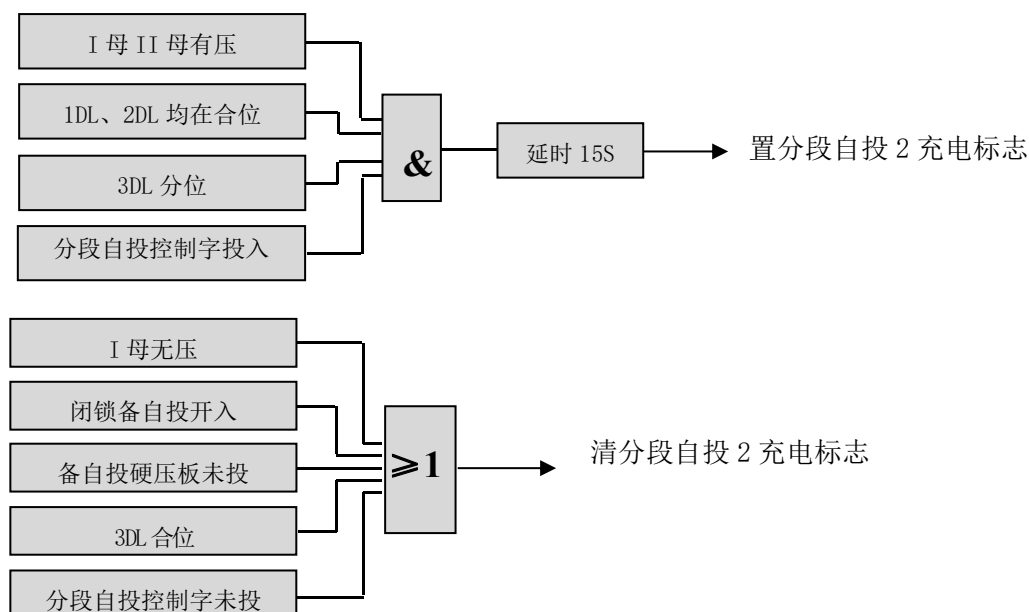 I 母 II 母有压
1DL、2DL 均在合位
3DL 分位
分段自投控制字投入
&
延时 15S
置分段自投 2 充电标志
I 母无压
闭锁备自投开入
备自投硬压板未投
3DL 合位
分段自投控制字未投
≥1
清分段自投 2 充电标志